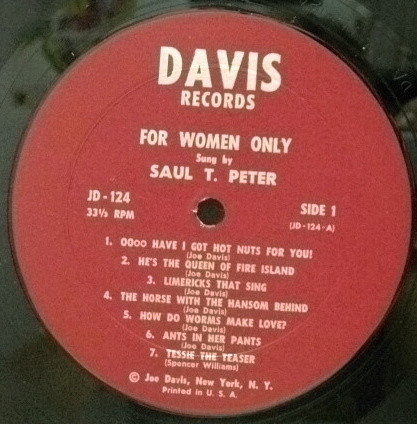 DAVIS
RECORDS
FOR WOMEN ONLY
Sung by
SAUL T. PETER
JD-124
33⅓ RPM
SIDE 1
(JD-124-A)
1. OOOO HAVE I GOT HOT NUTS FOR YOU!
(Joe Davis)
2. HE'S THE QUEEN OF FIRE ISLAND
(Joe Davis)
3. LIMERICKS THAT SING
(Joe Davis)
4. THE HORSE WITH THE HANSOM BEHIND
(Joe Davis)
5. HOW DO WORMS MAKE LOVE?
(Joe Davis)
6. ANTS IN HER PANTS
(Joe Davis)
7. TESSIE THE TEASER
(Spencer Williams)
© Joe Davis, New York, N. Y.
Printed in U. S. A.